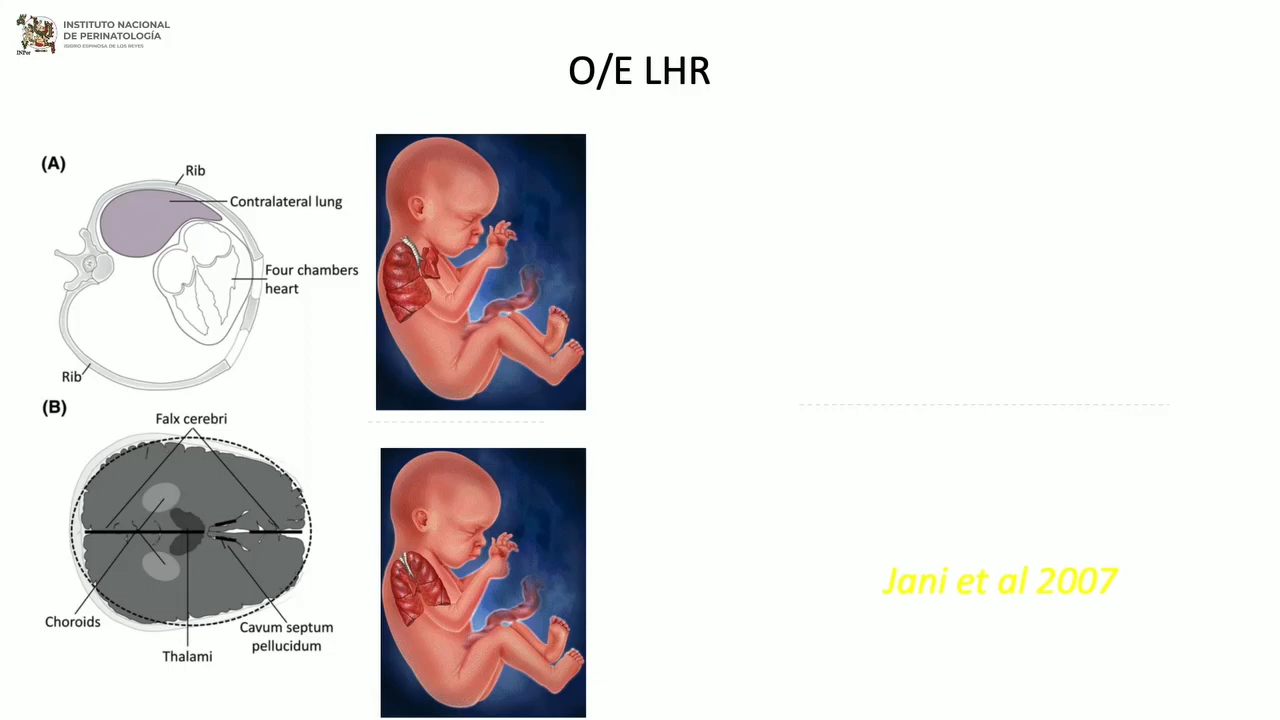 INSTITUTO NACIONAL
DE PERINATOLOGÍA
ISIDRO ESPINOSA DE LOS REYES
INPer
O/E LHR
(A)
Rib
Contralateral lung
Four chambers
heart
Rib
(B)
Falx cerebri
Choroids
Cavum septum
pellucidum
Thalami
Jani et al 2007